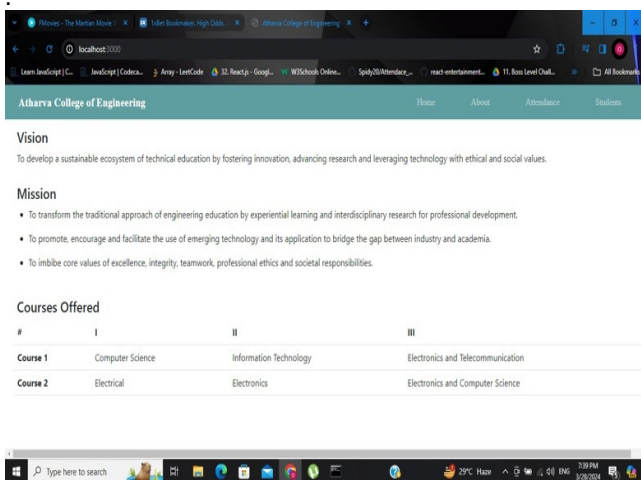 .
FMovies - The Martian Movie
1xBet Bookmaker: High Odds.
Atharva College of Engineering
localhost:3000
Learn JavaScript | C...
JavaScript | Codeca...
Array - LeetCode
32. React.js - Googl...
W3Schools Online...
Spidy20/Attendace_...
react-entertainment...
11. Boss Level Chall...
All Bookmarks
Atharva College of Engineering Home About Attendance Students
Vision
To develop a sustainable ecosystem of technical education by fostering innovation, advancing research and leveraging technology with ethical and social values.
Mission
• To transform the traditional approach of engineering education by experiential learning and interdisciplinary research for professional development.
• To promote, encourage and facilitate the use of emerging technology and its application to bridge the gap between industry and academia.
• To imbibe core values of excellence, integrity, teamwork, professional ethics and societal responsibilities.
Courses Offered
# I II III
Course 1 Computer Science Information Technology Electronics and Telecommunication
Course 2 Electrical Electronics Electronics and Computer Science
Type here to search
29°C Haze
ENG
7:39 PM
3/28/2024